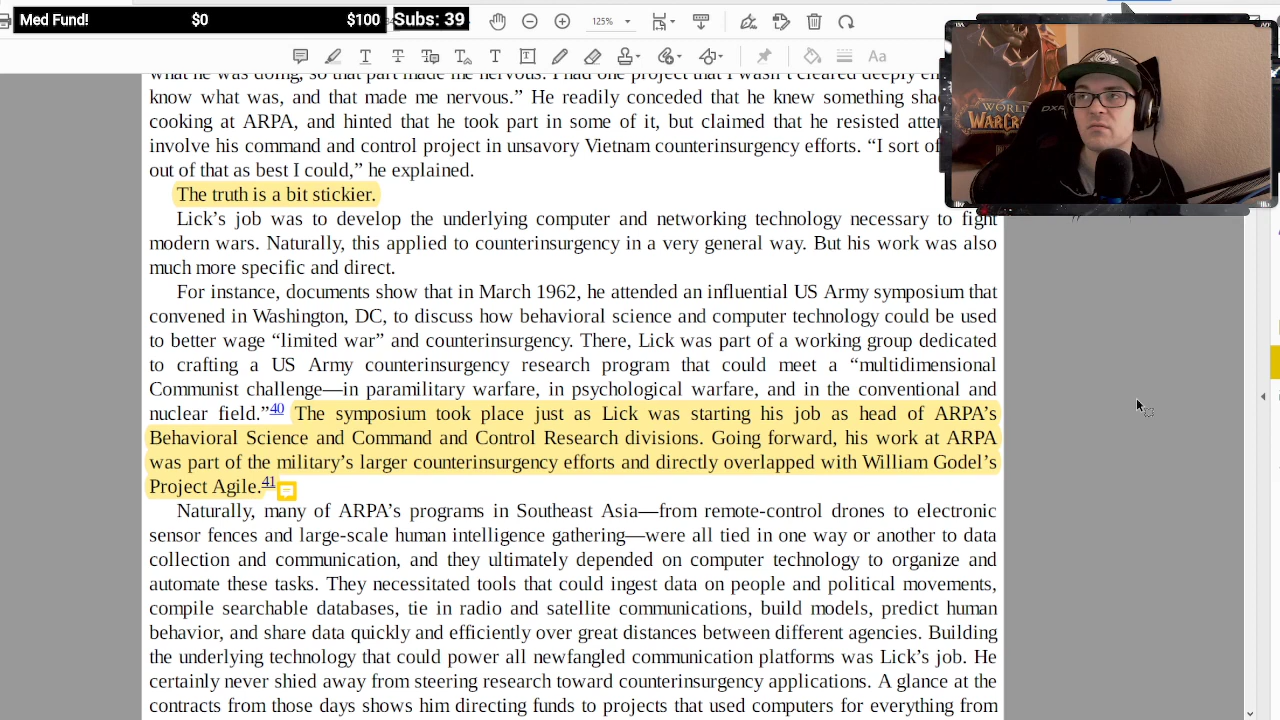 Med Fund! $0 $100 Subs: 39
125%
Aa
what he was doing, so that part made me nervous. I had one project that I wasn't cleared deeply en
know what was, and that made me nervous.” He readily conceded that he knew something sha
cooking at ARPA, and hinted that he took part in some of it, but claimed that he resisted atte
involve his command and control project in unsavory Vietnam counterinsurgency efforts. “I sort of
out of that as best I could,” he explained.
The truth is a bit stickier.
Lick’s job was to develop the underlying computer and networking technology necessary to fight
modern wars. Naturally, this applied to counterinsurgency in a very general way. But his work was also
much more specific and direct.
For instance, documents show that in March 1962, he attended an influential US Army symposium that
convened in Washington, DC, to discuss how behavioral science and computer technology could be used
to better wage “limited war” and counterinsurgency. There, Lick was part of a working group dedicated
to crafting a US Army counterinsurgency research program that could meet a “multidimensional
Communist challenge—in paramilitary warfare, in psychological warfare, and in the conventional and
nuclear field.”40 The symposium took place just as Lick was starting his job as head of ARPA’s
Behavioral Science and Command and Control Research divisions. Going forward, his work at ARPA
was part of the military’s larger counterinsurgency efforts and directly overlapped with William Godel’s
Project Agile.41
Naturally, many of ARPA’s programs in Southeast Asia—from remote-control drones to electronic
sensor fences and large-scale human intelligence gathering—were all tied in one way or another to data
collection and communication, and they ultimately depended on computer technology to organize and
automate these tasks. They necessitated tools that could ingest data on people and political movements,
compile searchable databases, tie in radio and satellite communications, build models, predict human
behavior, and share data quickly and efficiently over great distances between different agencies. Building
the underlying technology that could power all newfangled communication platforms was Lick’s job. He
certainly never shied away from steering research toward counterinsurgency applications. A glance at the
contracts from those days shows him directing funds to projects that used computers for everything from
WORLD
WARCRAFT
DXR